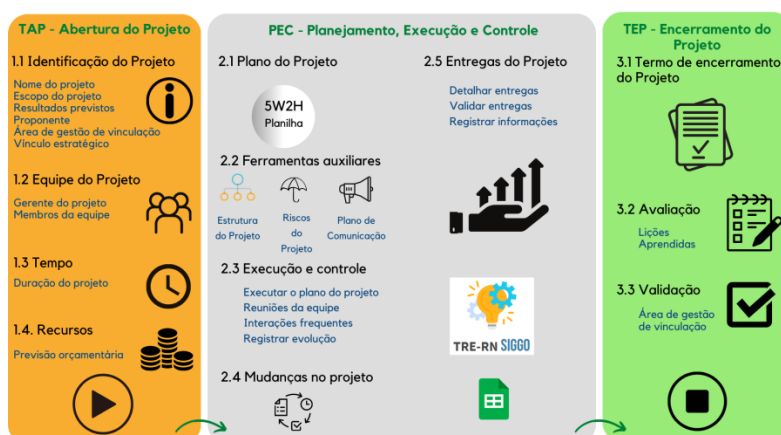 TAP - Abertura do Projeto
1.1 Identificação do Projeto
Nome do projeto
Escopo do projeto
Resultados previstos
Proponente
Área de gestão de vinculação
Vínculo estratégico
1.2 Equipe do Projeto
Gerente do projeto
Membros da equipe
1.3 Tempo
Duração do projeto
1.4. Recursos
Previsão orçamentária
PEC - Planejamento, Execução e Controle
2.1 Plano do Projeto
5W2H
Planilha
2.2 Ferramentas auxiliares
Estrutura
do Projeto
Riscos
do
Projeto
Plano de
Comunicação
2.3 Execução e controle
Executar o plano do projeto
Reuniões da equipe
Interações frequentes
Registrar evolução
2.4 Mudanças no projeto
2.5 Entregas do Projeto
Detalhar entregas
Validar entregas
Registrar informações
TRE-RN SIGGO
TEP - Encerramento do
Projeto
3.1 Termo de encerramento
do Projeto
3.2 Avaliação
Lições
Aprendidas
3.3 Validação
Área de gestão
de vinculação